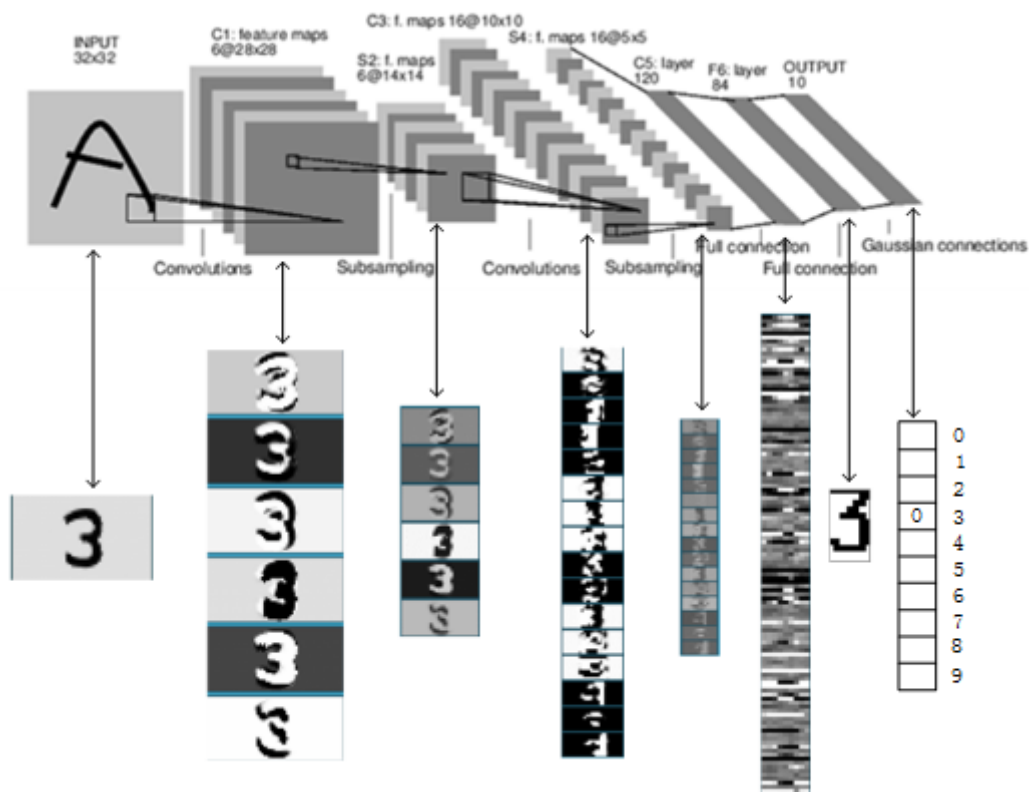 INPUT
32x32
C1: feature maps
6@28x28
S2: f. maps
6@14x14
C3: f. maps 16@10x10
S4: f. maps 16@5x5
C5: layer
120
F6: layer
84
OUTPUT
10
A
Convolutions
Subsampling
Convolutions
Subsampling
Full connection
Full connection
Gaussian connections
3
3
0
0
1
2
3
4
5
6
7
8
9